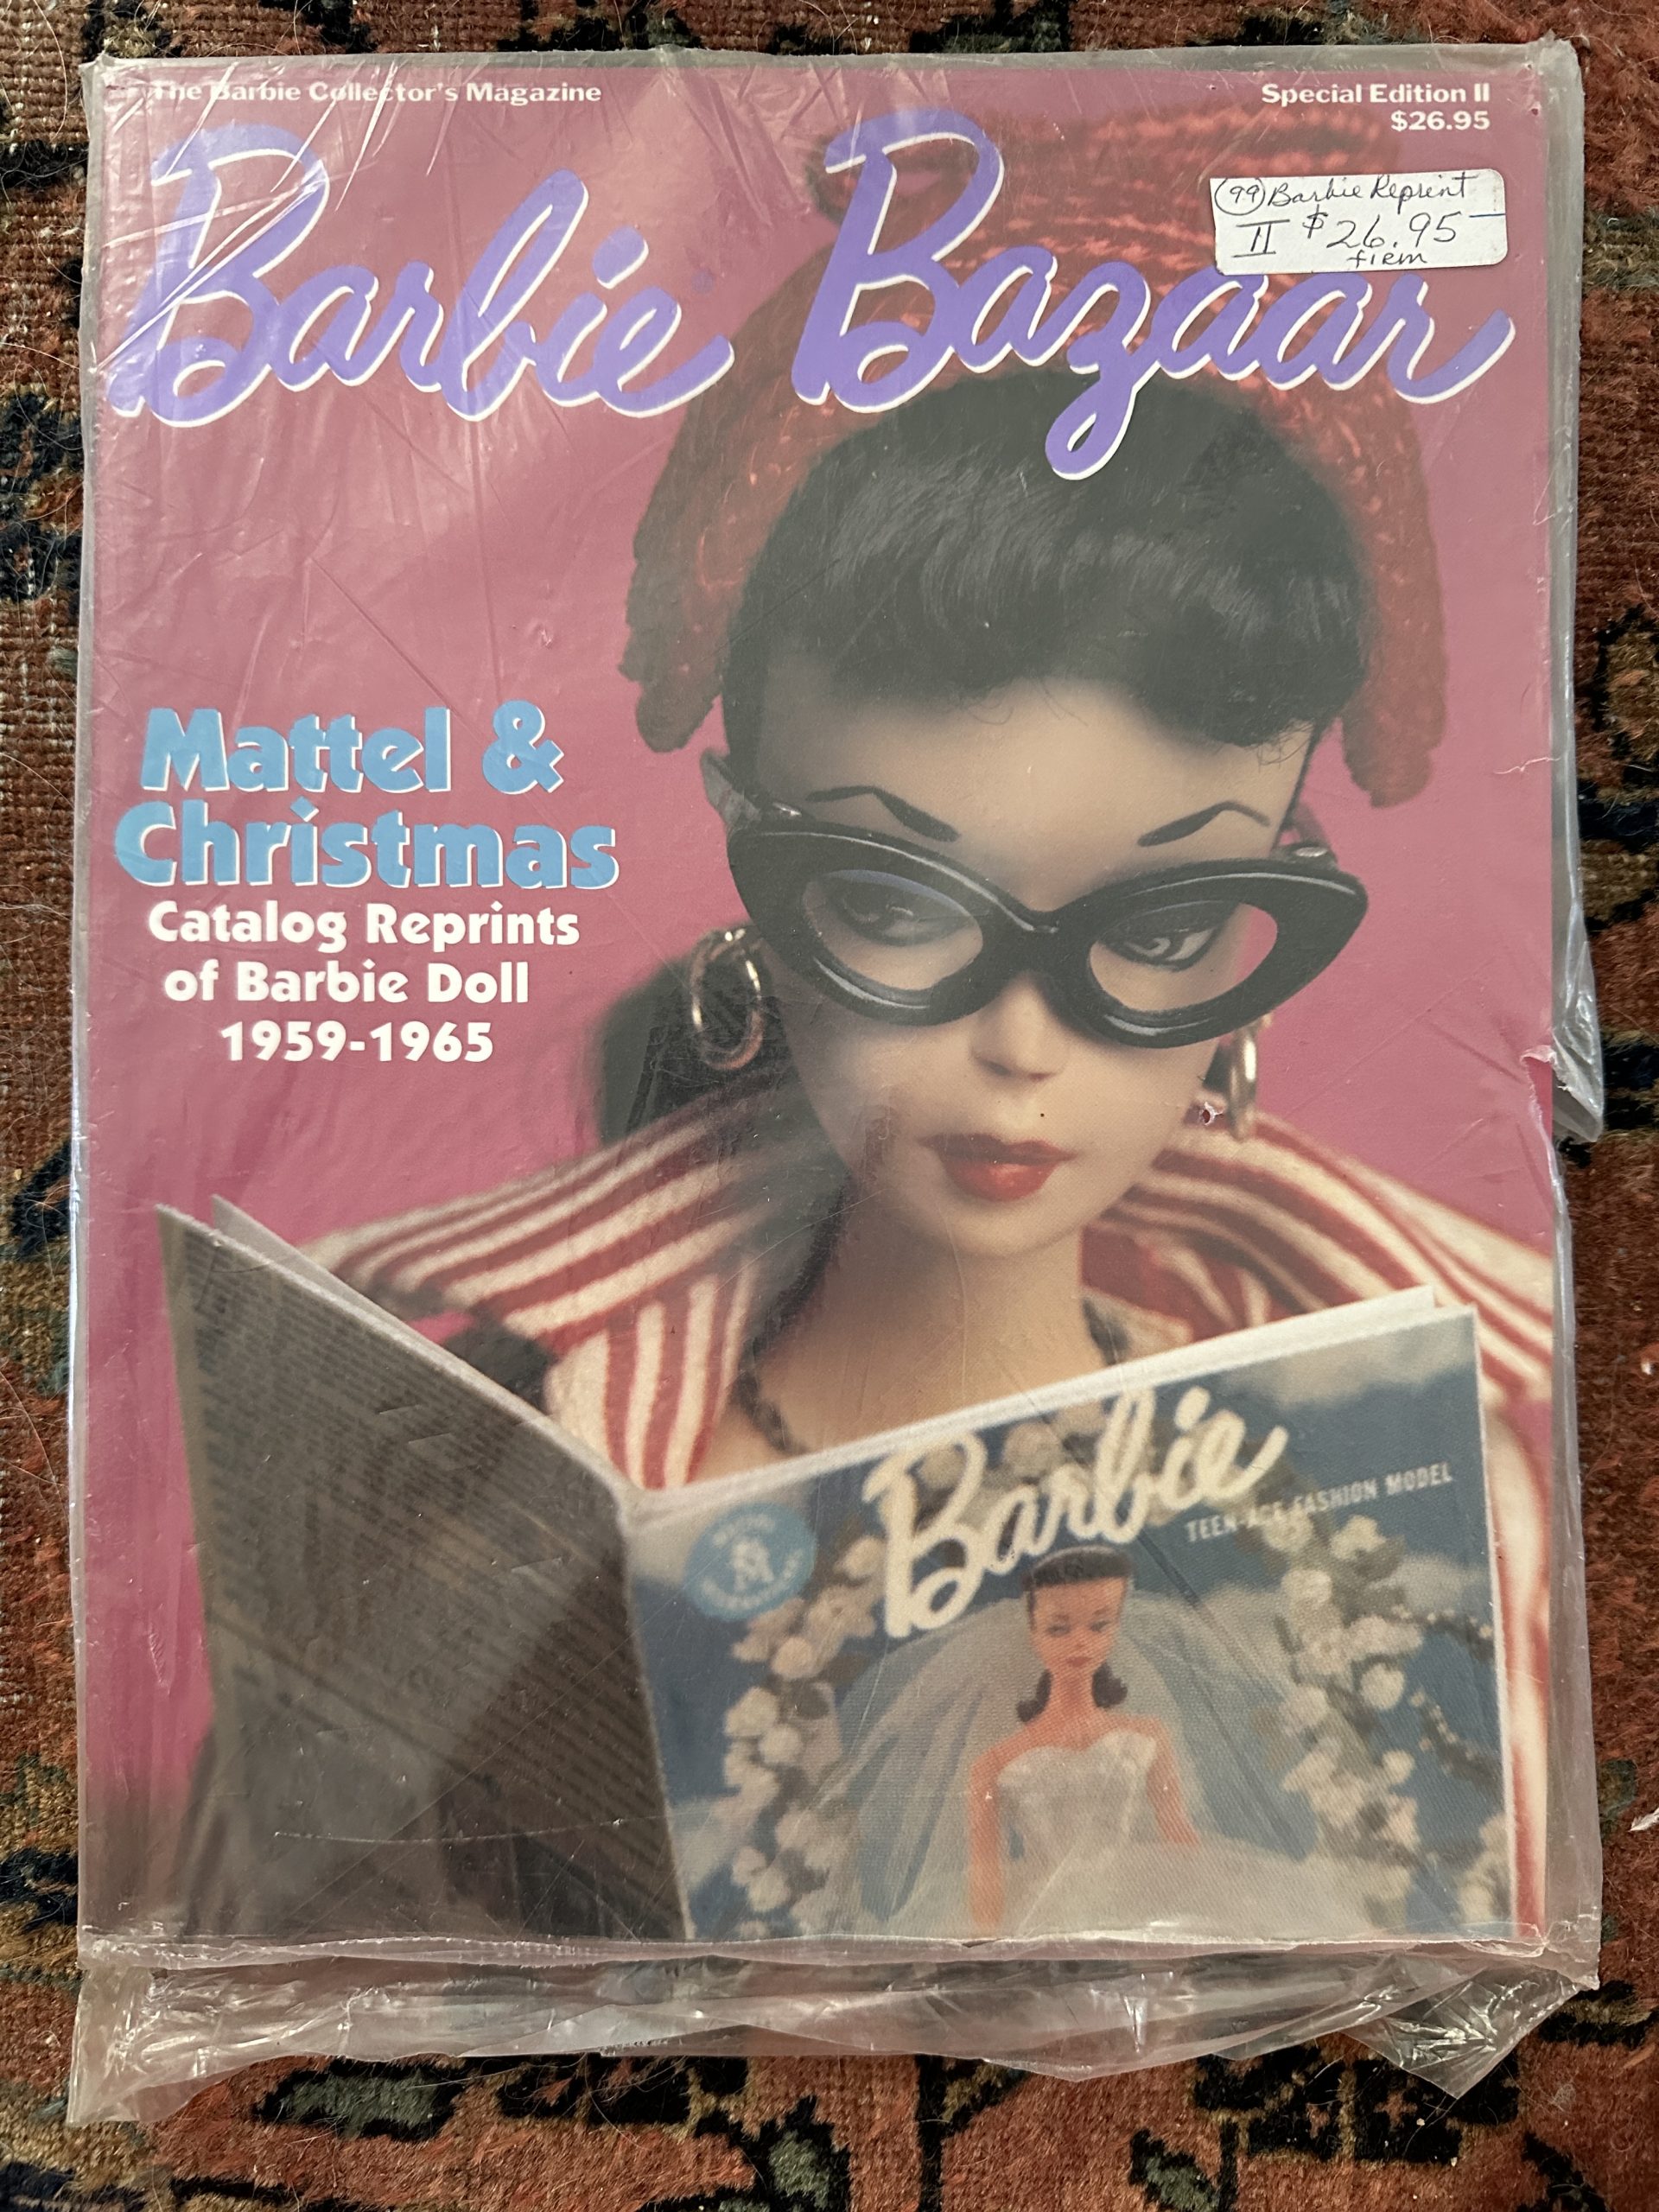 The Barbie Collector's Magazine
Special Edition II
$26.95
(99) Barbie Reprint
II $26.95
firm
Barbie Bazaar
Mattel &
Christmas
Catalog Reprints
of Barbie Doll
1959-1965
Barbie
TEEN-AGE FASHION MODEL